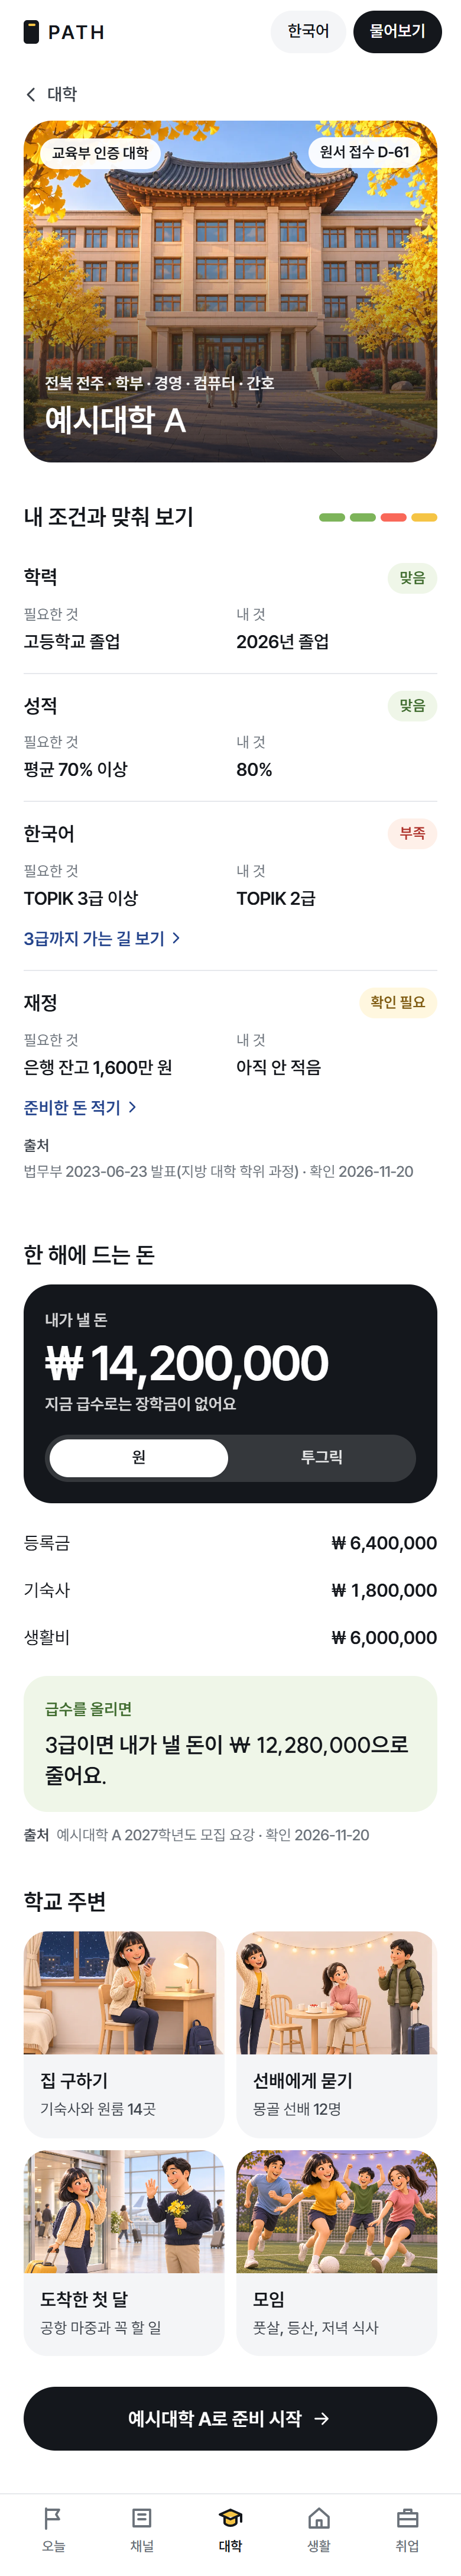 PATH
한국어
물어보기
대학
교육부 인증 대학
원서 접수 D-61
전북 전주 · 학부 · 경영 · 컴퓨터 · 간호
예시대학 A
내 조건과 맞춰 보기
학력
맞음
필요한 것
내 것
고등학교 졸업
2026년 졸업
성적
맞음
필요한 것
내 것
평균 70% 이상
80%
한국어
부족
필요한 것
내 것
TOPIK 3급 이상
TOPIK 2급
3급까지 가는 길 보기
재정
확인 필요
필요한 것
내 것
은행 잔고 1,600만 원
아직 안 적음
준비한 돈 적기
출처
법무부 2023-06-23 발표(지방 대학 학위 과정) · 확인 2026-11-20
한 해에 드는 돈
내가 낼 돈
₩ 14,200,000
지금 급수로는 장학금이 없어요
원
투그릭
등록금
₩ 6,400,000
기숙사
₩ 1,800,000
생활비
₩ 6,000,000
급수를 올리면
3급이면 내가 낼 돈이 ₩ 12,280,000으로
줄어요.
출처 예시대학 A 2027학년도 모집 요강 · 확인 2026-11-20
학교 주변
집 구하기
기숙사와 원룸 14곳
선배에게 묻기
몽골 선배 12명
도착한 첫 달
공항 마중과 꼭 할 일
모임
풋살, 등산, 저녁 식사
예시대학 A로 준비 시작
오늘
채널
대학
생활
취업